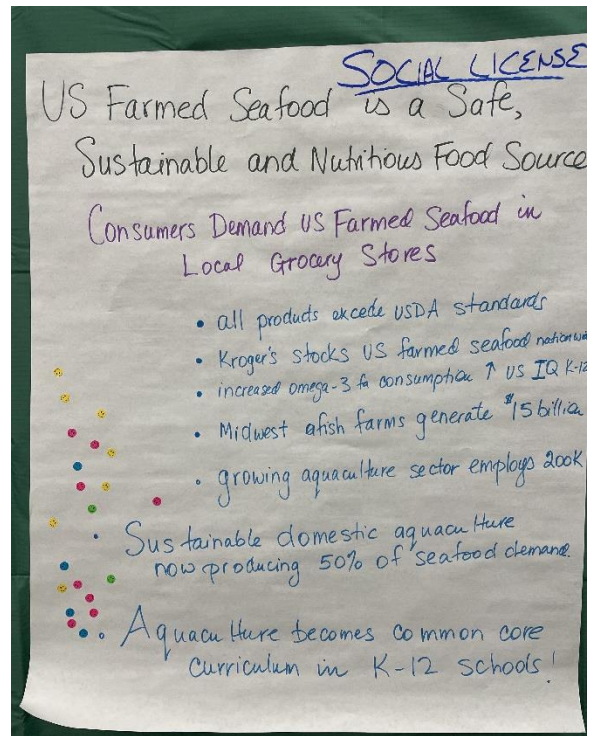 SOCIAL LICENSE
US Farmed Seafood is a Safe,
Sustainable and Nutritious Food Source
Consumers Demand US Farmed Seafood in
Local Grocery Stores
• all products excede USDA standards
• Kroger's stocks US farmed seafood nationwi
• increased omega-3 fa consumption ↑ US IQ K-12
• Midwest afish farms generate $15 billion
• growing aquaculture sector employs 200K
• Sustainable domestic aquaculture
now producing 50% of seafood demand.
• Aquaculture becomes common core
curriculum in K-12 schools!